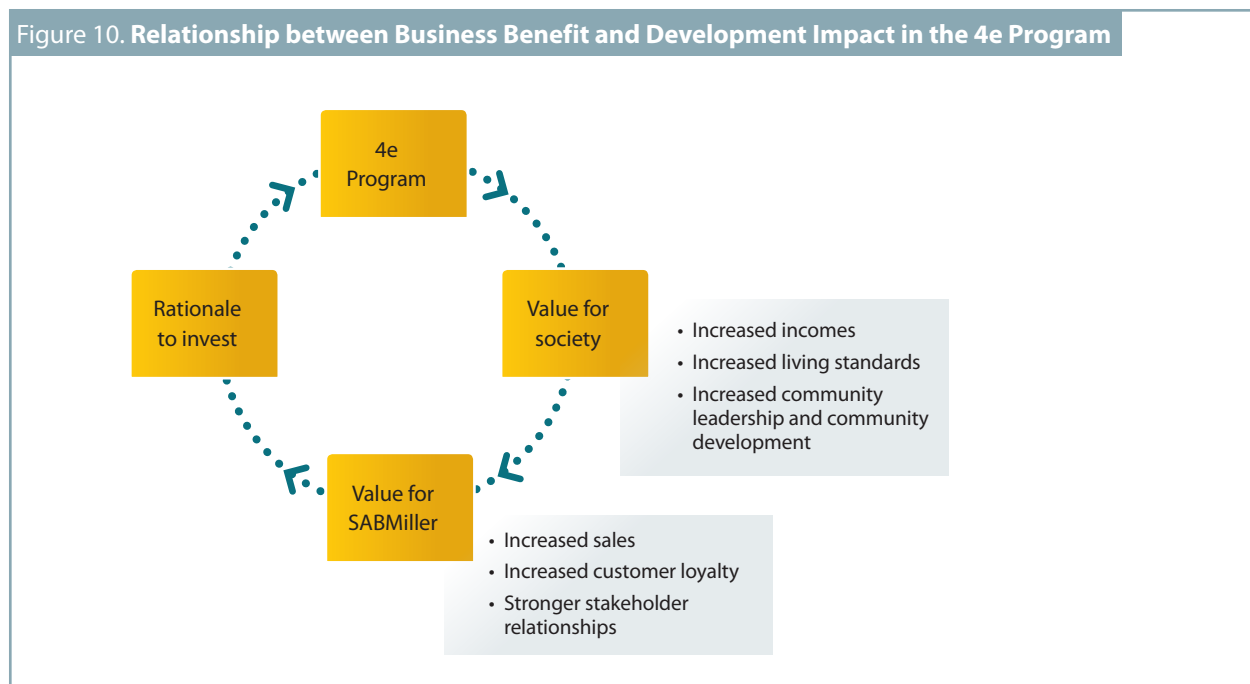 Figure 10. Relationship between Business Benefit and Development Impact in the 4e Program
4e
Program
Rationale
to invest
Value for
society
• Increased incomes
• Increased living standards
• Increased community
leadership and community
development
Value for
SABMiller
• Increased sales
• Increased customer loyalty
• Stronger stakeholder
relationships